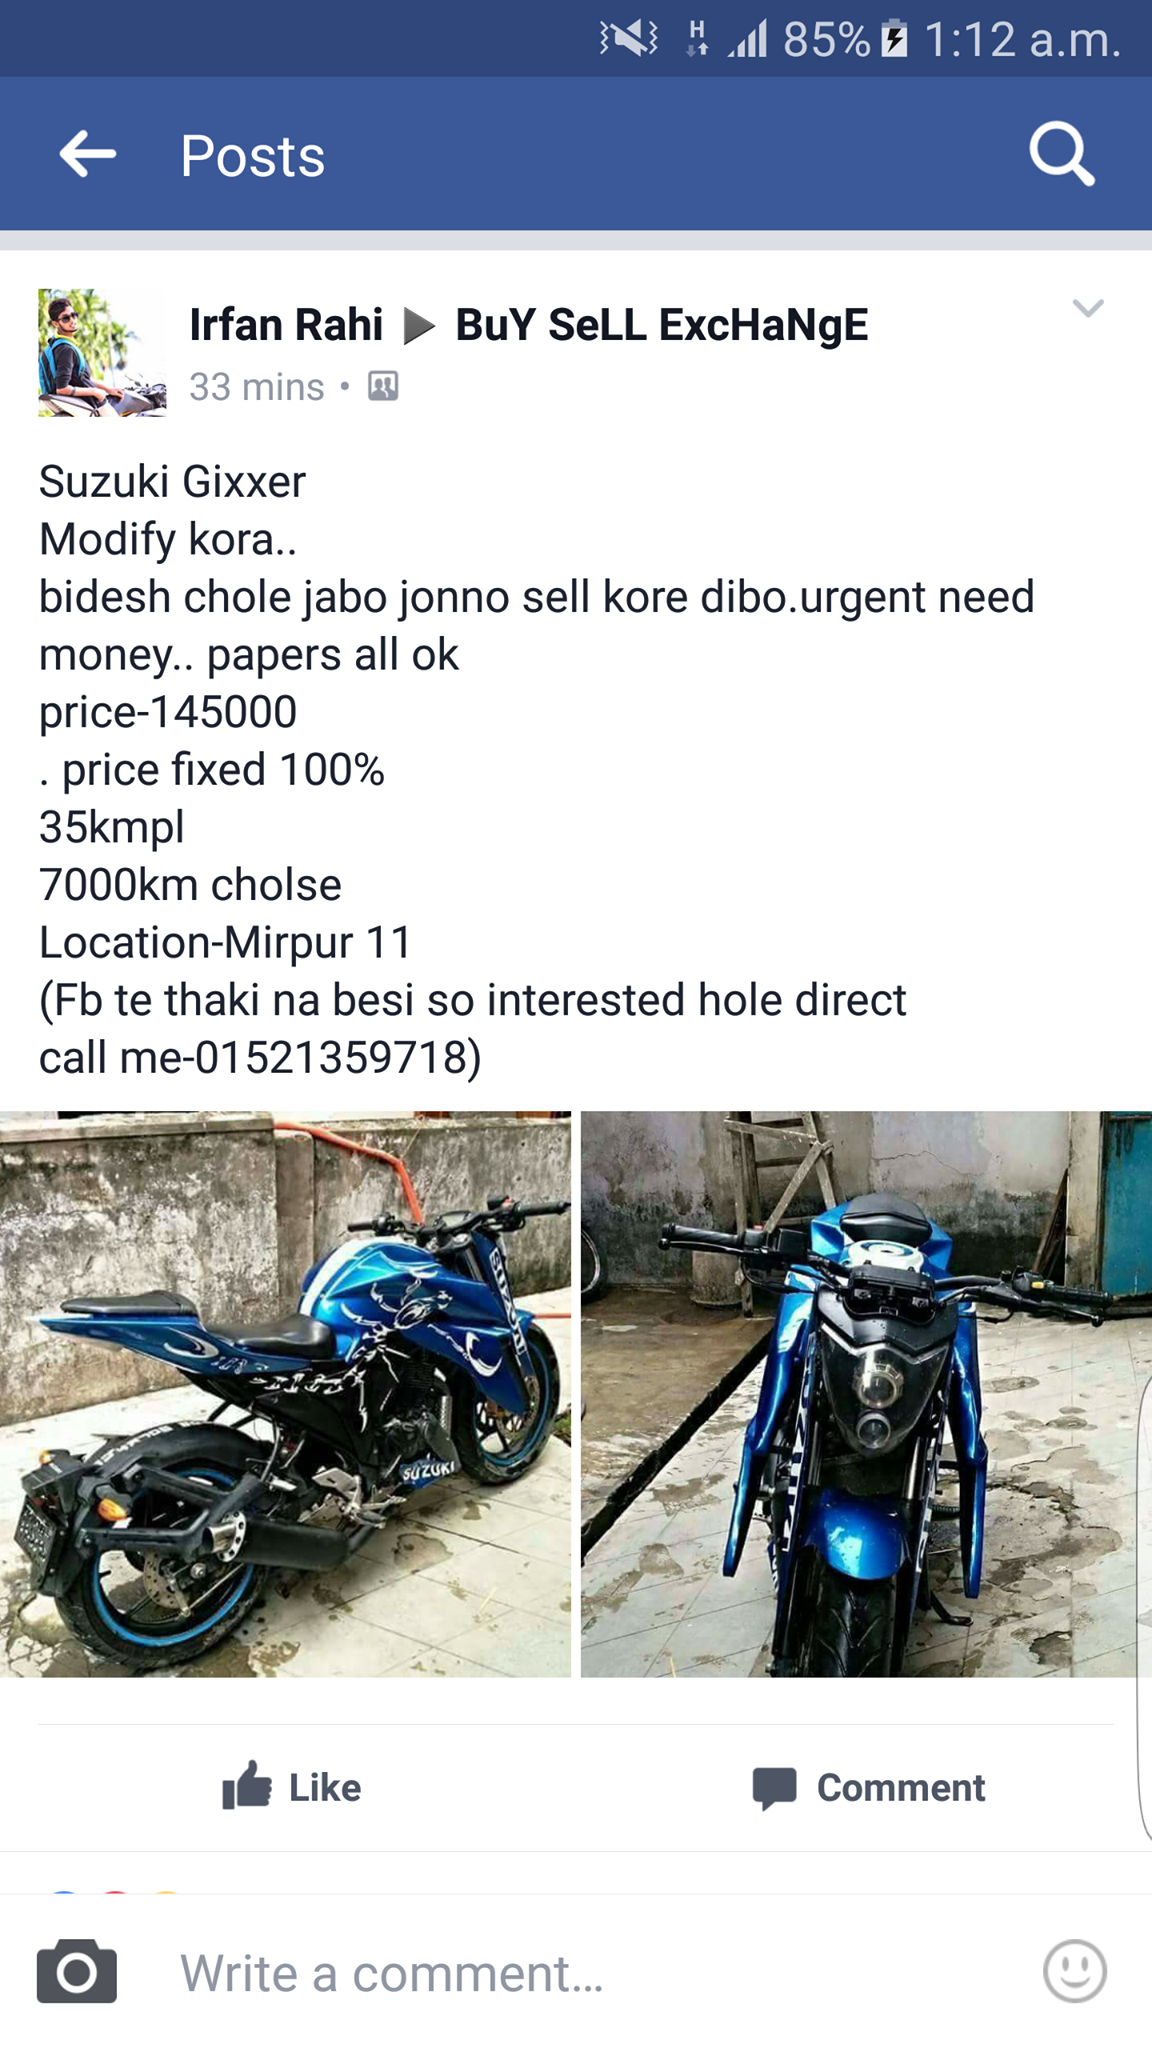 85% 1:12 a.m.
Posts
Irfan Rahi ▶ BuY SeLL ExcHaNgE
33 mins •
Suzuki Gixxer
Modify kora..
bidesh chole jabo jonno sell kore dibo.urgent need
money.. papers all ok
price-145000
. price fixed 100%
35kmpl
7000km cholse
Location-Mirpur 11
(Fb te thaki na besi so interested hole direct
call me-01521359718)
SUZUKI
Like
Comment
Write a comment...